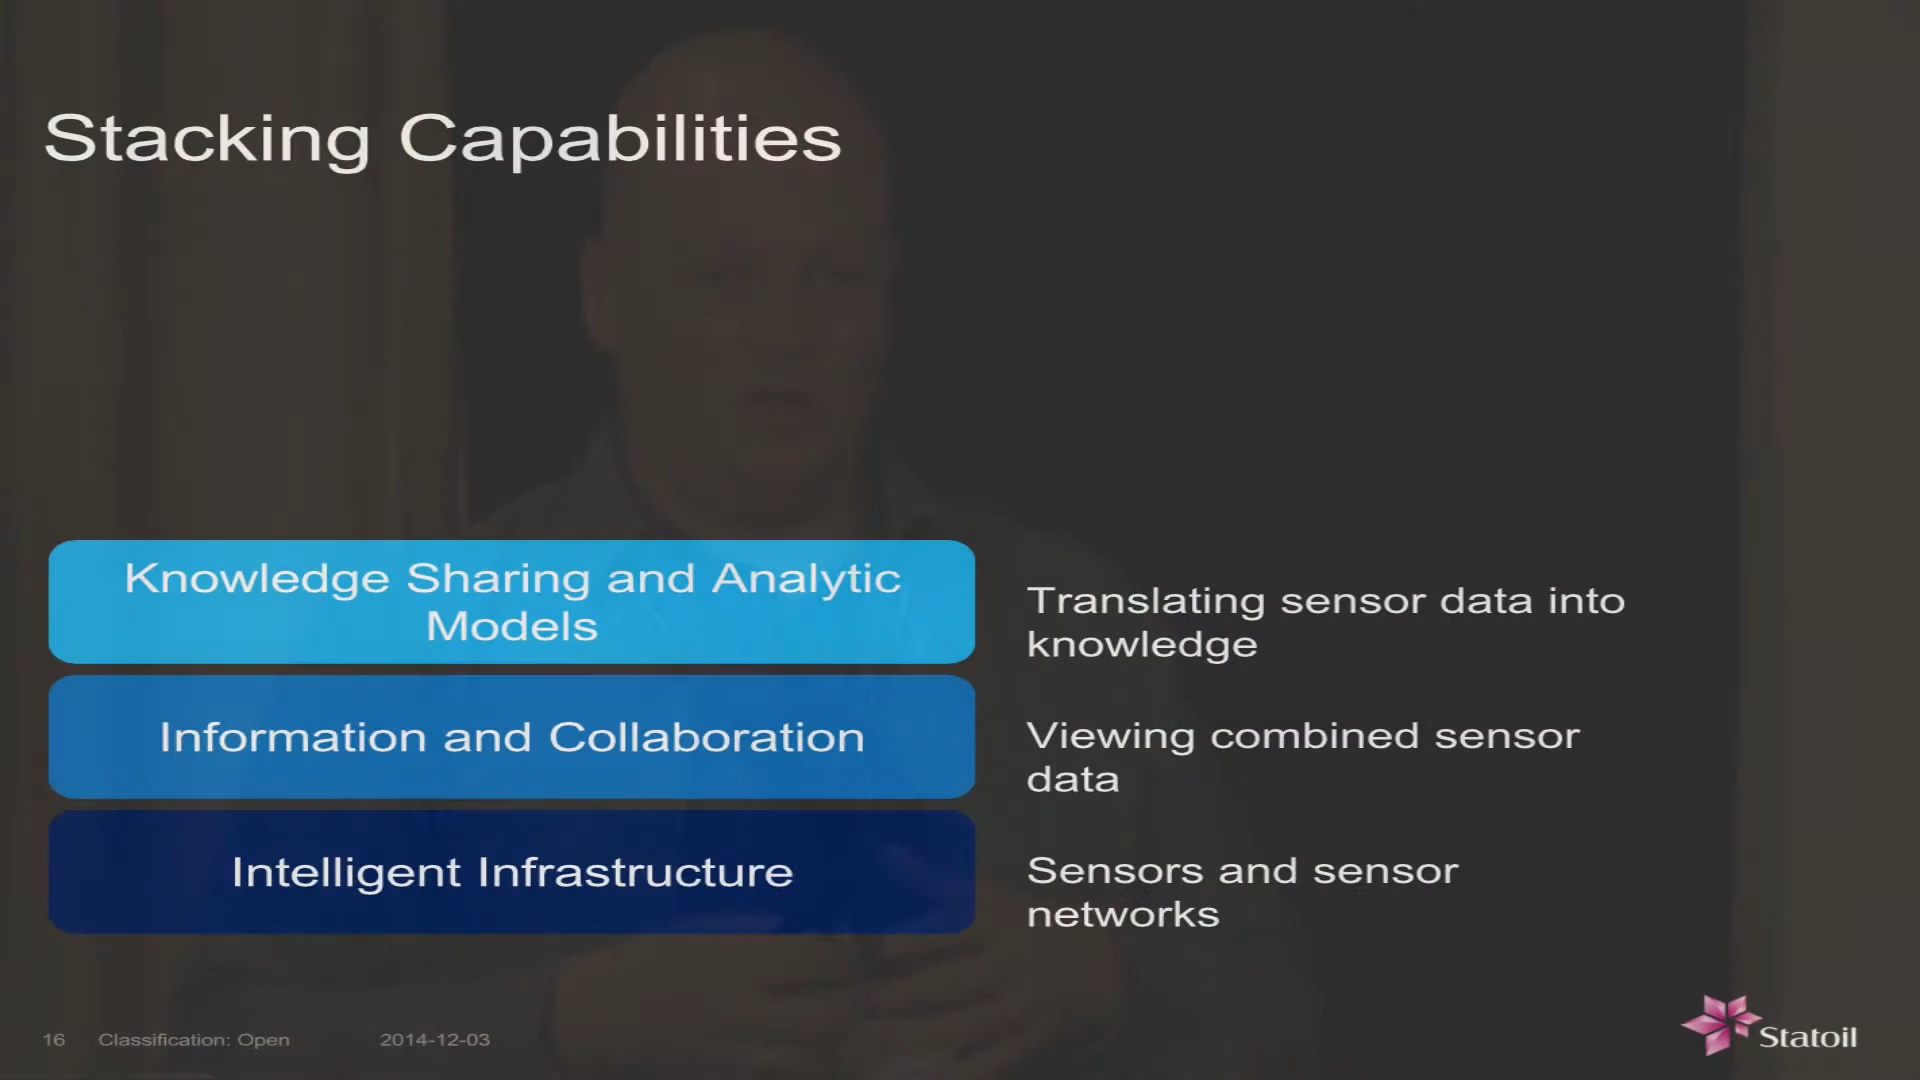 Stacking Capabilities
Knowledge Sharing and Analytic
Models
Translating sensor data into
knowledge
Information and Collaboration
Viewing combined sensor
data
Intelligent Infrastructure
Sensors and sensor
networks
16 Classification: Open 2014-12-03
Statoil